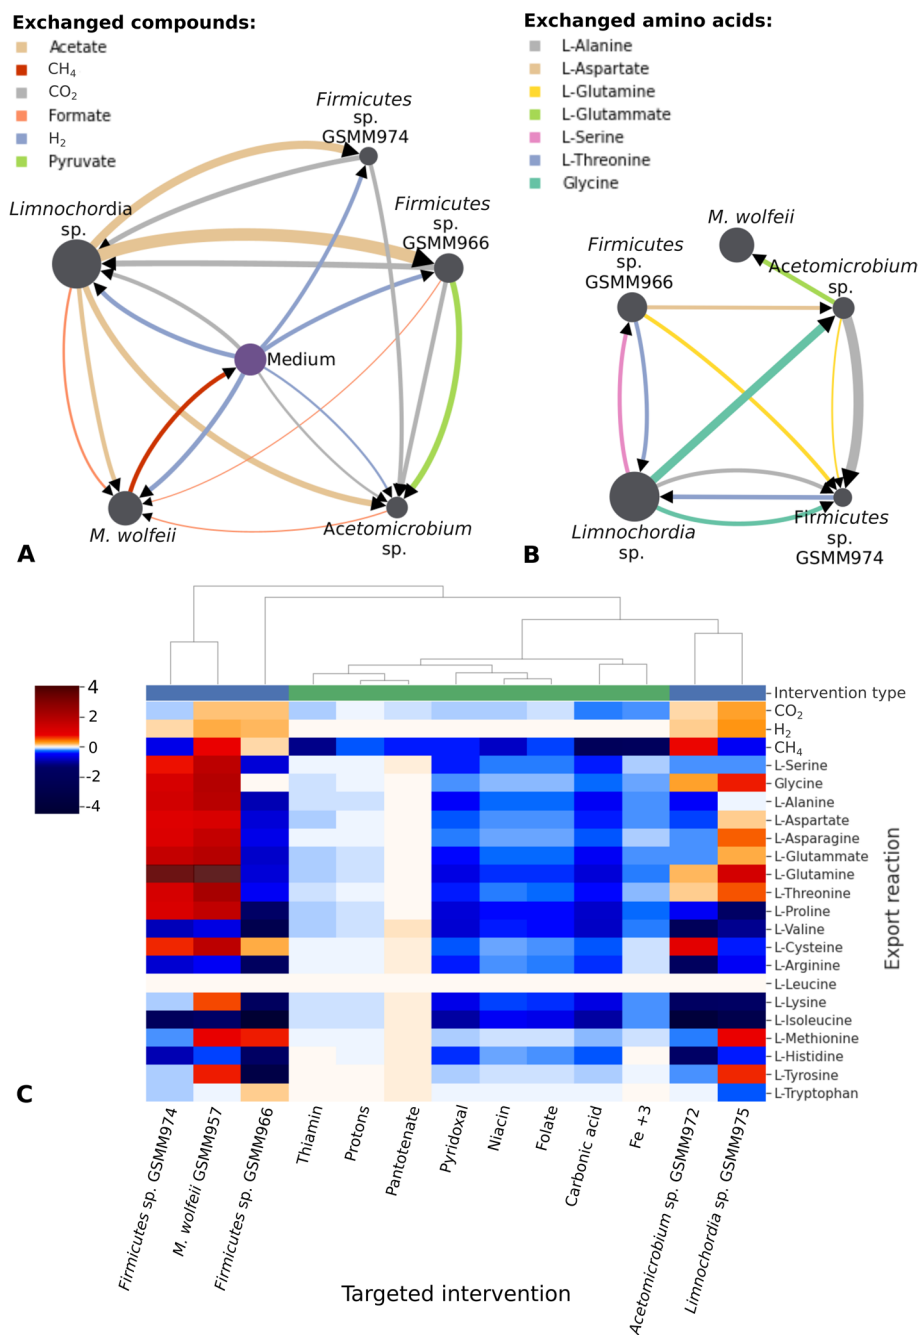 Exchanged compounds:
Acetate
CH4
CO2
Formate
H2
Pyruvate
Firmicutes
sp.
GSMM974
Limnochordia
sp.
Firmicutes
sp.
GSMM966
Medium
M. wolfeii
Acetomicrobium
sp.
A
Exchanged amino acids:
L-Alanine
L-Aspartate
L-Glutamine
L-Glutammate
L-Serine
L-Threonine
Glycine
M. wolfeii
Firmicutes
sp.
GSMM966
Acetomicrobium
sp.
Limnochordia
sp.
Firmicutes
sp.
GSMM974
B
4
2
0
-2
-4
Intervention type
CO2
H2
CH4
L-Serine
Glycine
L-Alanine
L-Aspartate
L-Asparagine
L-Glutammate
L-Glutamine
L-Threonine
L-Proline
L-Valine
L-Cysteine
L-Arginine
L-Leucine
L-Lysine
L-Isoleucine
L-Methionine
L-Histidine
L-Tyrosine
L-Tryptophan
Export reaction
C
Firmicutes sp. GSMM974
M. wolfeii GSMM957
Firmicutes sp. GSMM966
Thiamin
Protons
Pantotenate
Pyridoxal
Niacin
Folate
Carbonic acid
Fe +3
Acetomicrobium sp. GSMM972
Limnochordia sp. GSMM975
Targeted intervention